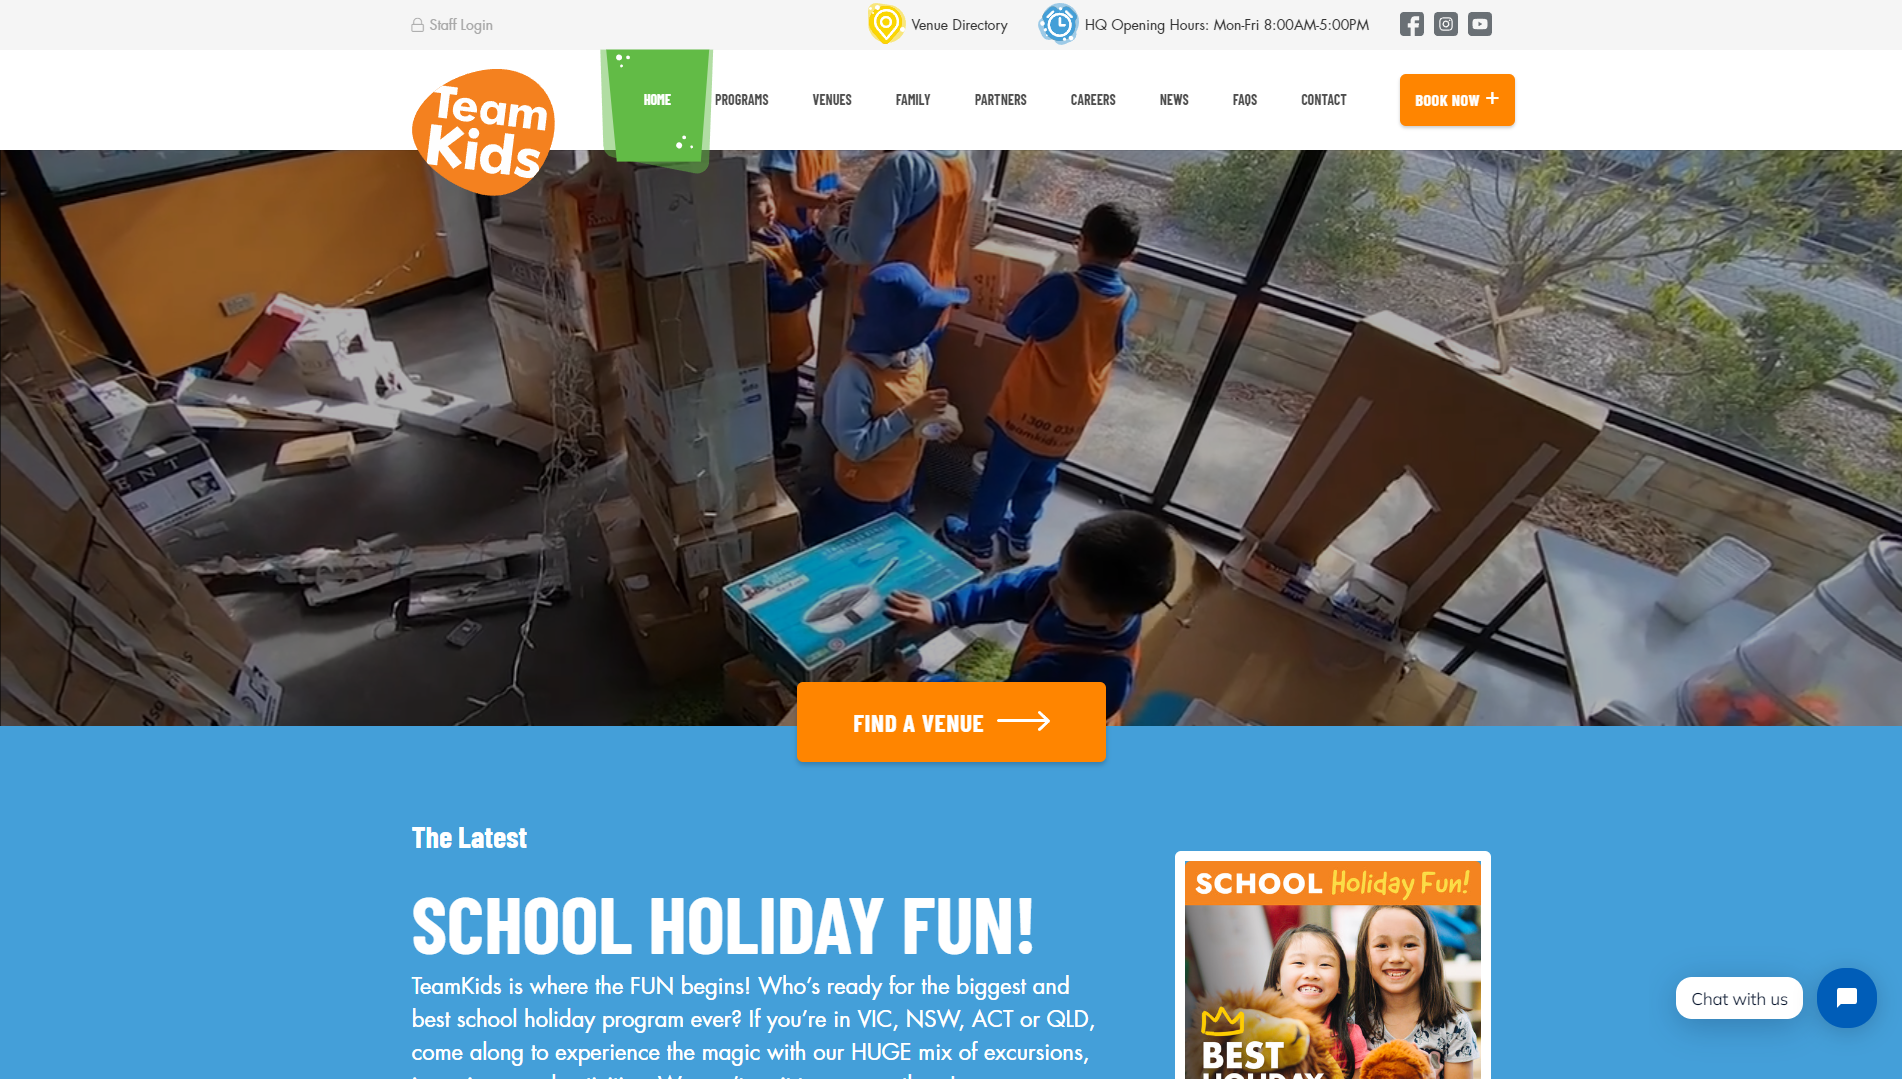 Staff Login
Venue Directory
HQ Opening Hours: Mon-Fri 8:00AM-5:00PM
Team
Kids
HOME
PROGRAMS
VENUES
FAMILY
PARTNERS
CAREERS
NEWS
FAQS
CONTACT
BOOK NOW +
FIND A VENUE
The Latest
SCHOOL HOLIDAY FUN!
TeamKids is where the FUN begins! Who's ready for the biggest and
best school holiday program ever? If you're in VIC, NSW, ACT or QLD,
come along to experience the magic with our HUGE mix of excursions,
SCHOOL Holiday Fun!
BEST
HOLIDAY
Chat with us